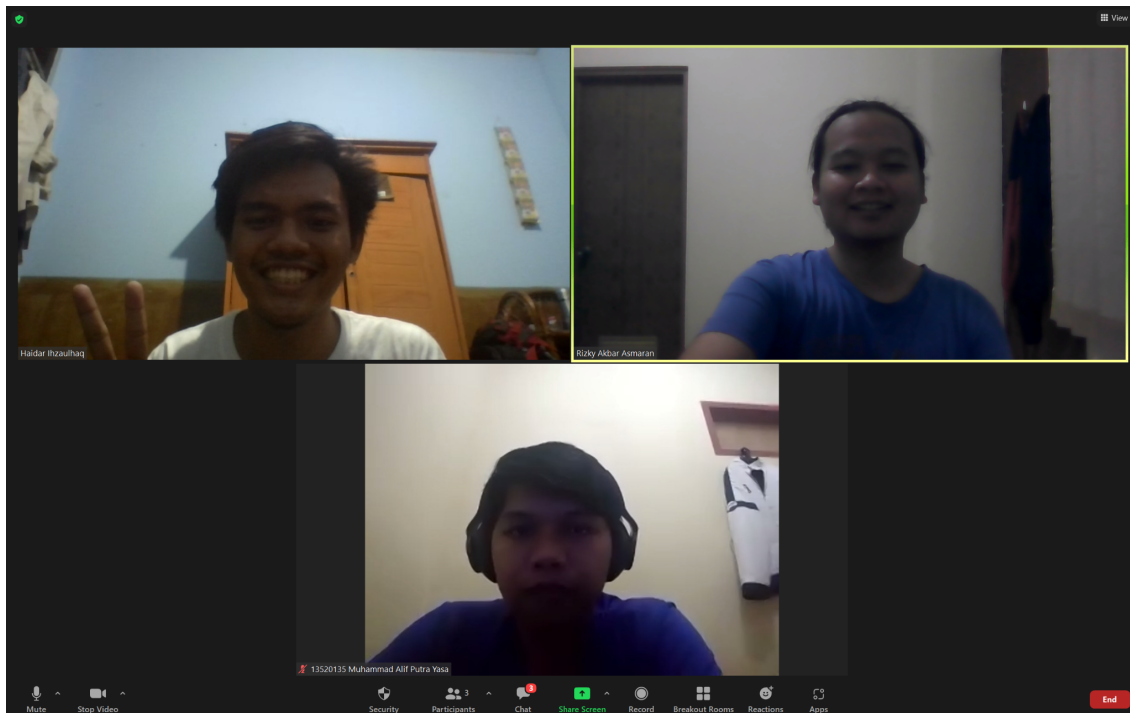 View
Haidar Ihzaulhaq
Rizky Akbar Asmaran
13520135 Muhammad Alif Putra Yasa
Mute
Stop Video
Security
Participants
3
Chat
3
Share Screen
Record
Breakout Rooms
Reactions
Apps
End